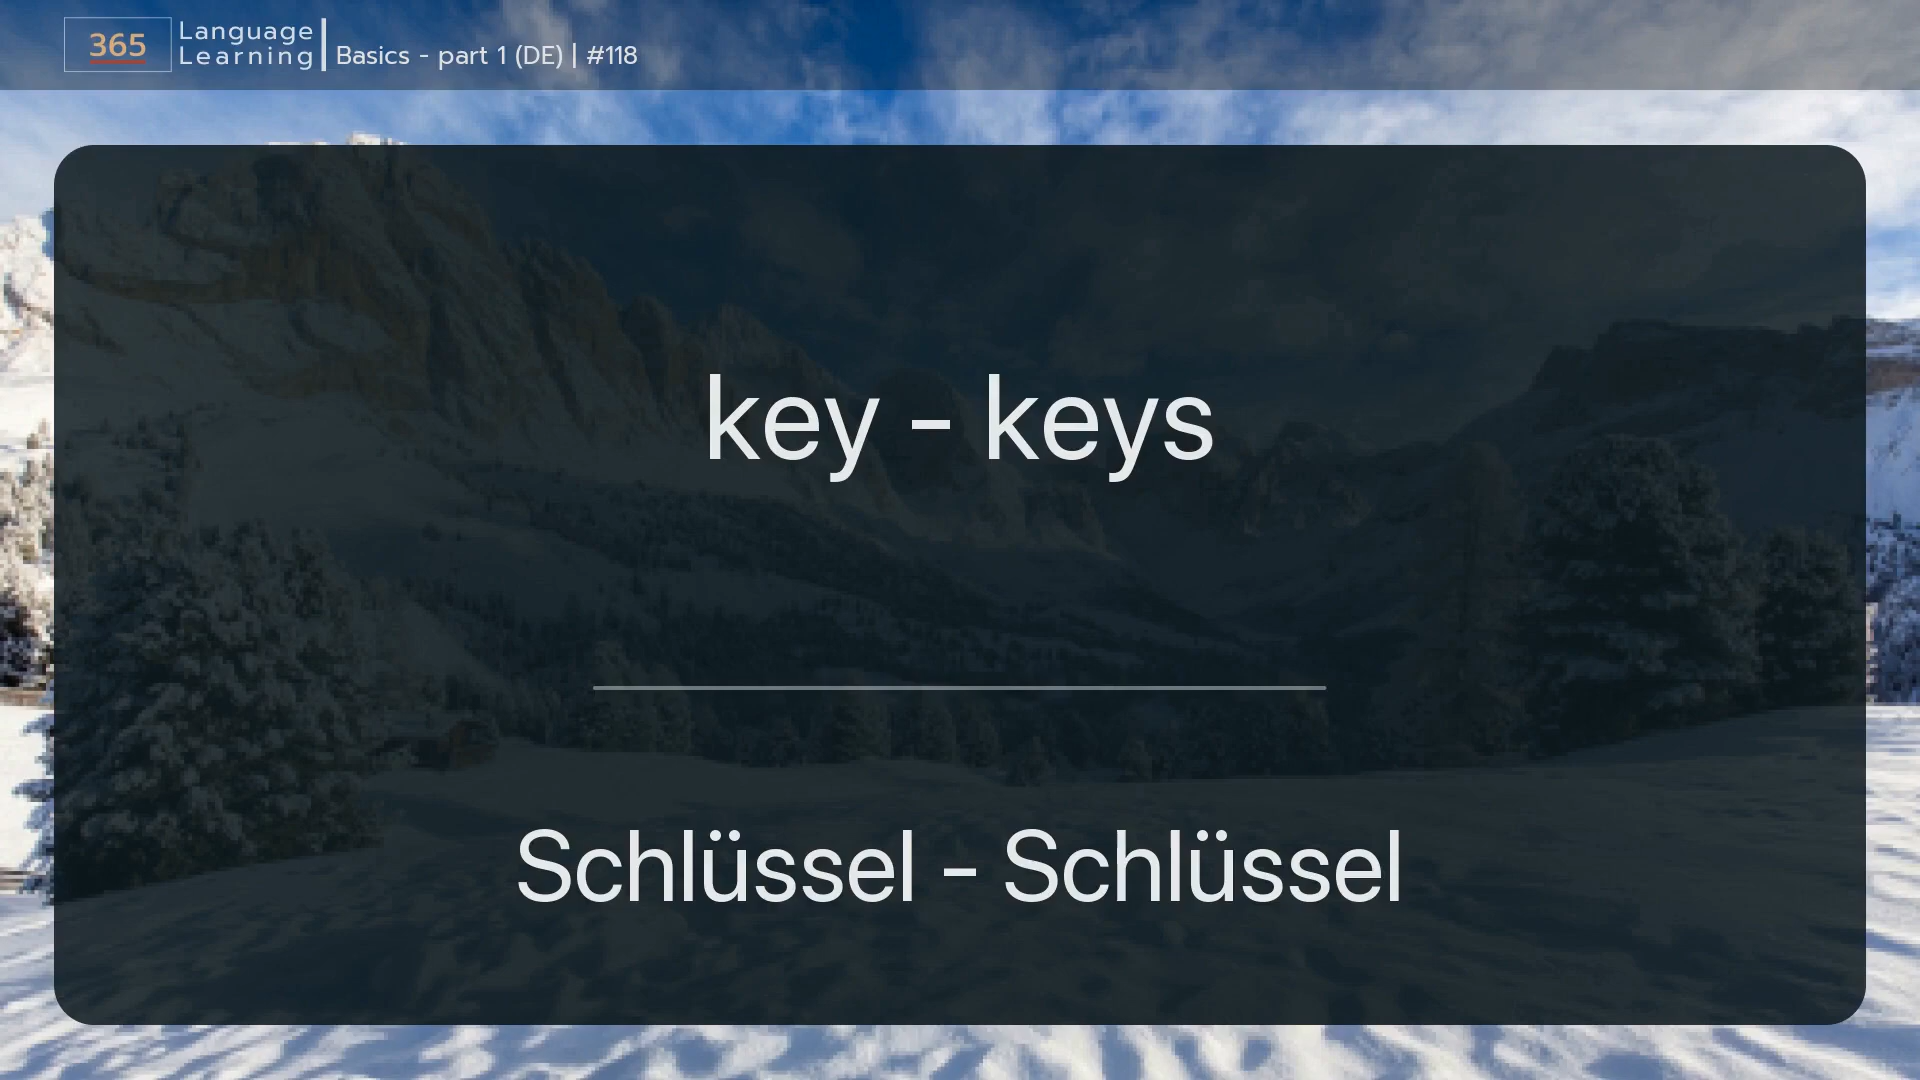 365
Language
Learning
Basics - part 1 (DE) | #118
key - keys
Schlüssel - Schlüssel